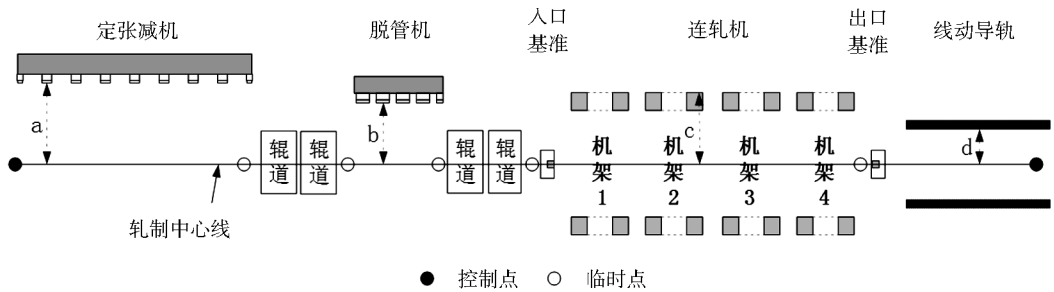 定张减机
脱管机
入口
基准
连轧机
出口
基准
线动导轨
a
b
c
d
辊道
辊道
辊道
辊道
机架1
机架2
机架3
机架4
轧制中心线
控制点
临时点